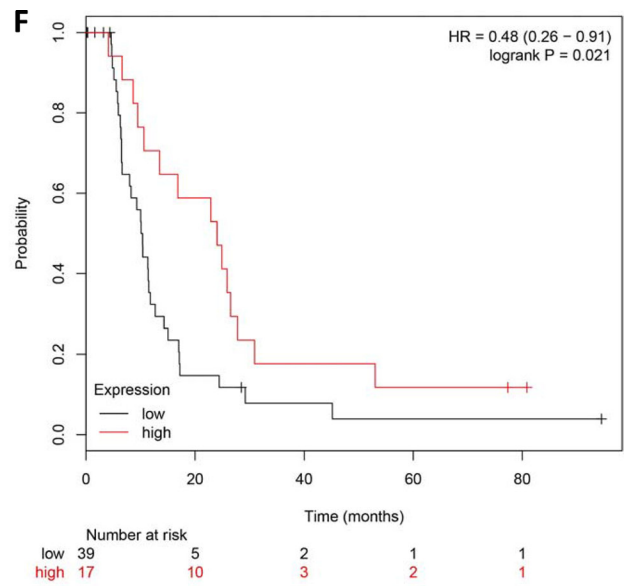 F
HR = 0.48 (0.26 − 0.91)
logrank P = 0.021
Probability
1.0
0.8
0.6
0.4
0.2
0.0
Expression
low
high
0 20 40 60 80
Time (months)
Number at risk
low 39 5 2 1 1
high 17 10 3 2 1